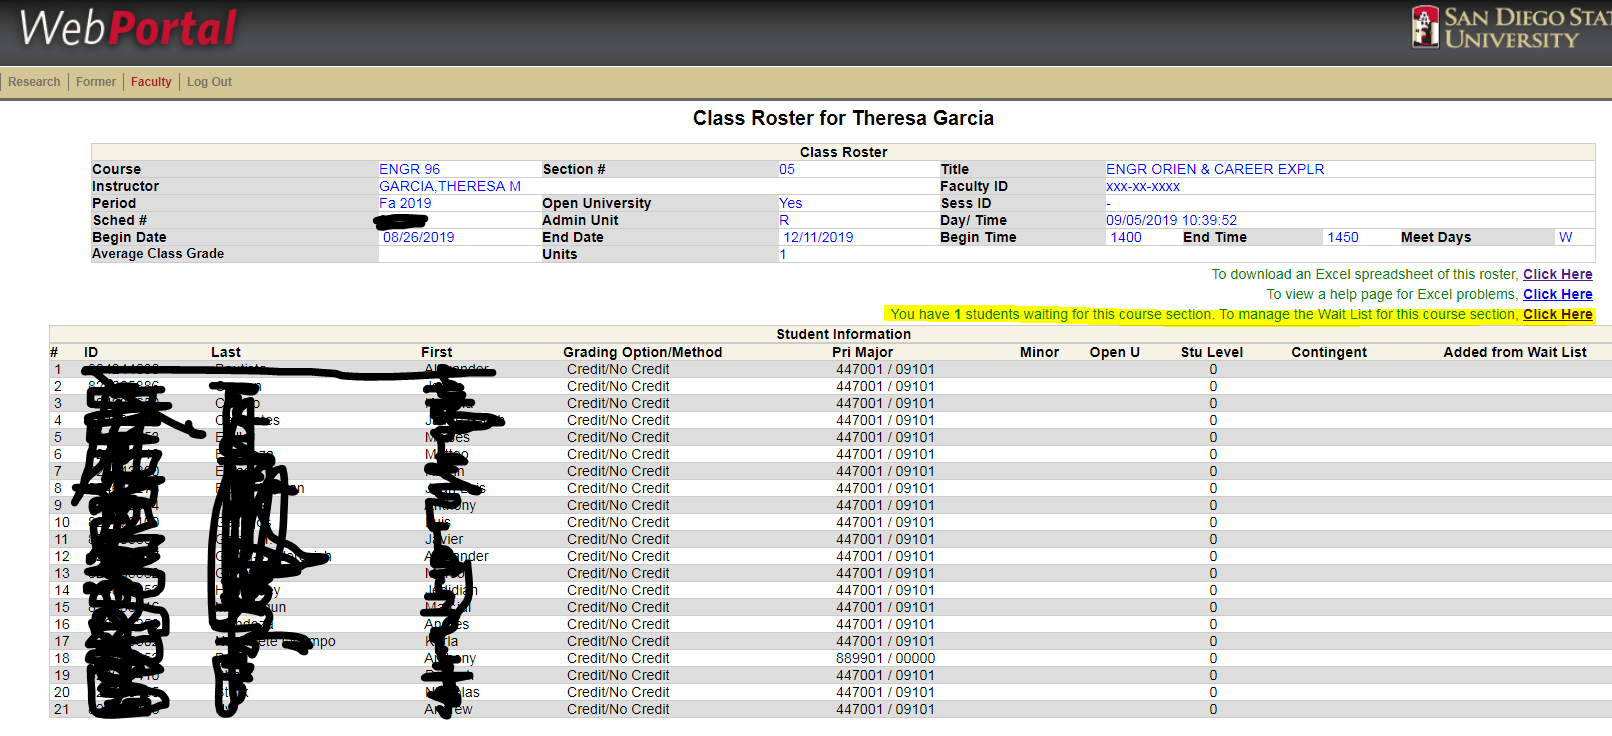 WebPortal
SAN DIEGO STATE
UNIVERSITY
Research Former Faculty Log Out
Class Roster for Theresa Garcia
Class Roster
Course ENGR 96 Section # 05 Title ENGR ORIEN & CAREER EXPLR
Instructor GARCIA,THERESA M Faculty ID xxx-xx-xxxx
Period Fa 2019 Open University Yes Sess ID -
Sched # Admin Unit R Day/ Time 09/05/2019 10:39:52
Begin Date 08/26/2019 End Date 12/11/2019 Begin Time 1400 End Time 1450 Meet Days W
Average Class Grade Units 1
To download an Excel spreadsheet of this roster, Click Here
To view a help page for Excel problems, Click Here
You have 1 students waiting for this course section. To manage the Wait List for this course section, Click Here
Student Information
# ID Last First Grading Option/Method Pri Major Minor Open U Stu Level Contingent Added from Wait List
1 Credit/No Credit 447001 / 09101 0
2 Credit/No Credit 447001 / 09101 0
3 Credit/No Credit 447001 / 09101 0
4 Credit/No Credit 447001 / 09101 0
5 Credit/No Credit 447001 / 09101 0
6 Credit/No Credit 447001 / 09101 0
7 Credit/No Credit 447001 / 09101 0
8 Credit/No Credit 447001 / 09101 0
9 Credit/No Credit 447001 / 09101 0
10 Credit/No Credit 447001 / 09101 0
11 Credit/No Credit 447001 / 09101 0
12 Credit/No Credit 447001 / 09101 0
13 Credit/No Credit 447001 / 09101 0
14 Credit/No Credit 447001 / 09101 0
15 Credit/No Credit 447001 / 09101 0
16 Credit/No Credit 447001 / 09101 0
17 Credit/No Credit 447001 / 09101 0
18 Credit/No Credit 889901 / 00000 0
19 Credit/No Credit 447001 / 09101 0
20 Credit/No Credit 447001 / 09101 0
21 Credit/No Credit 447001 / 09101 0